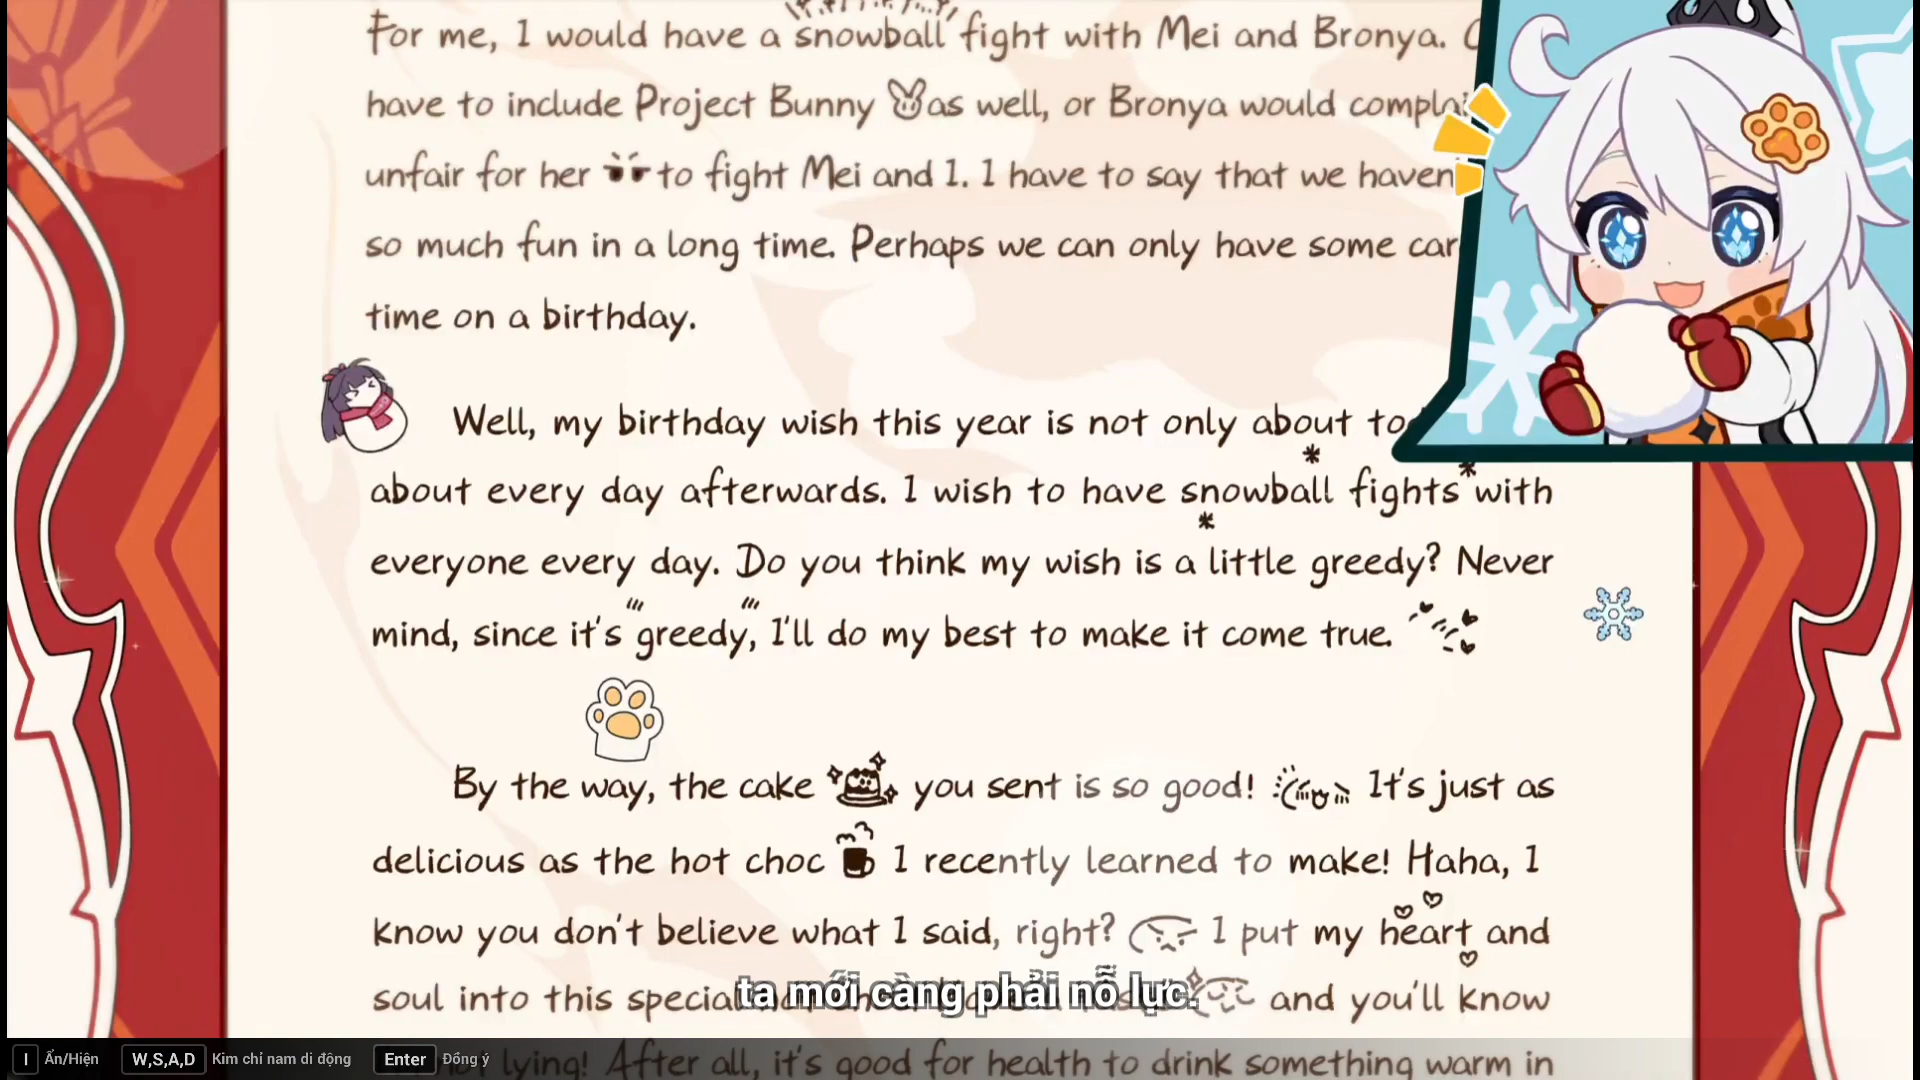 For me, I would have a snowball fight with Mei and Bronya.
have to include Project Bunny as well, or Bronya would
unfair for her to fight Mei and I. I have to say that we
so much fun in a long time. Perhaps we can only have some
time on a birthday.
Well, my birthday wish this year is not only about
about every day afterwards. I wish to have snowball fights with
everyone every day. Do you think my wish is a little greedy? Never
mind, since it's greedy, I'll do my best to make it come true.
By the way, the cake you sent is so good! It's just as
delicious as the hot choc I recently learned to make! Haha, I
know you don't believe what I said, right? I put my heart and
soul into this special and you'll know
ta mới càng phải nỗ lực.
lying! After all, it's good for health to drink something warm in
I Ẩn/Hiện W,S,A,D Kim chỉ nam di động Enter Đồng ý